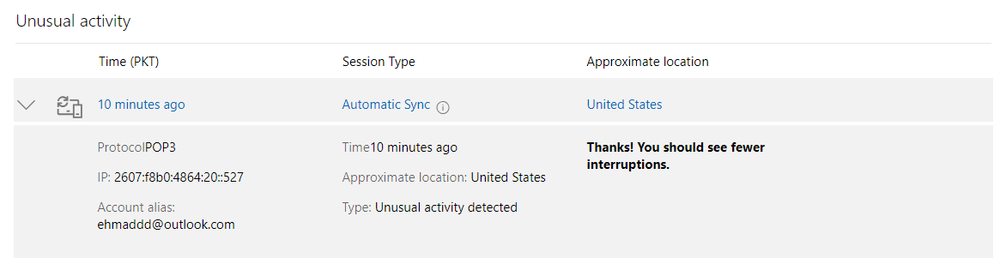 Unusual activity
Time (PKT) Session Type Approximate location
10 minutes ago Automatic Sync United States
ProtocolPOP3 Time10 minutes ago Thanks! You should see fewer
interruptions.
IP: 2607:f8b0:4864:20::527 Approximate location: United States
Account alias: Type: Unusual activity detected
ehmaddd@outlook.com